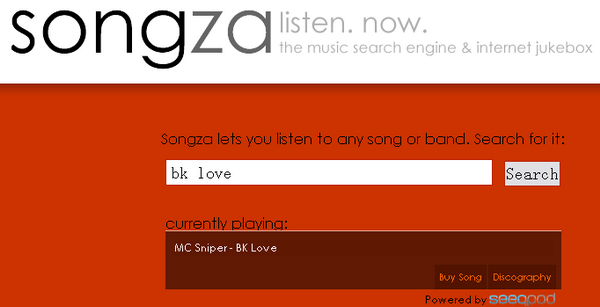 songza listen. now.
the music search engine & internet jukebox
Songza lets you listen to any song or band. Search for it:
bk love Search
currently playing:
MC Sniper - BK Love
Buy Song Discography
Powered by seeqpod